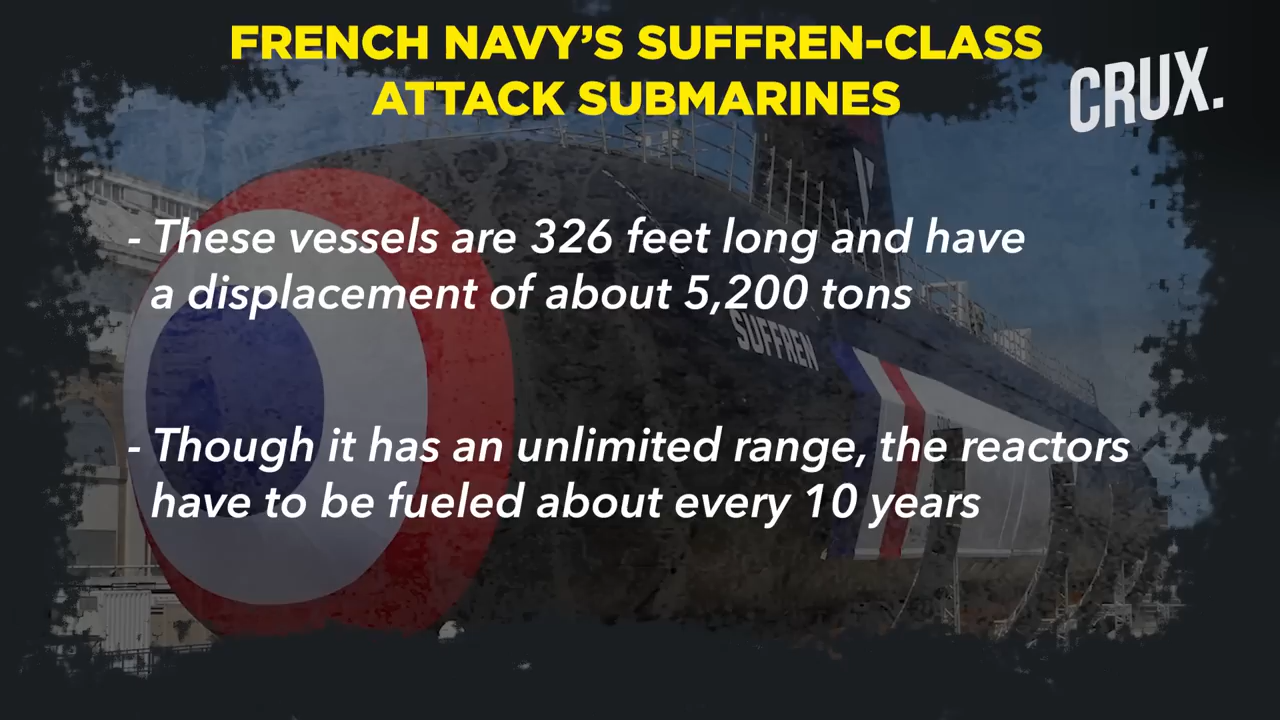 FRENCH NAVY'S SUFFREN-CLASS
ATTACK SUBMARINES
CRUX.
- These vessels are 326 feet long and have
a displacement of about 5,200 tons
SUFFREN
- Though it has an unlimited range, the reactors
have to be fueled about every 10 years